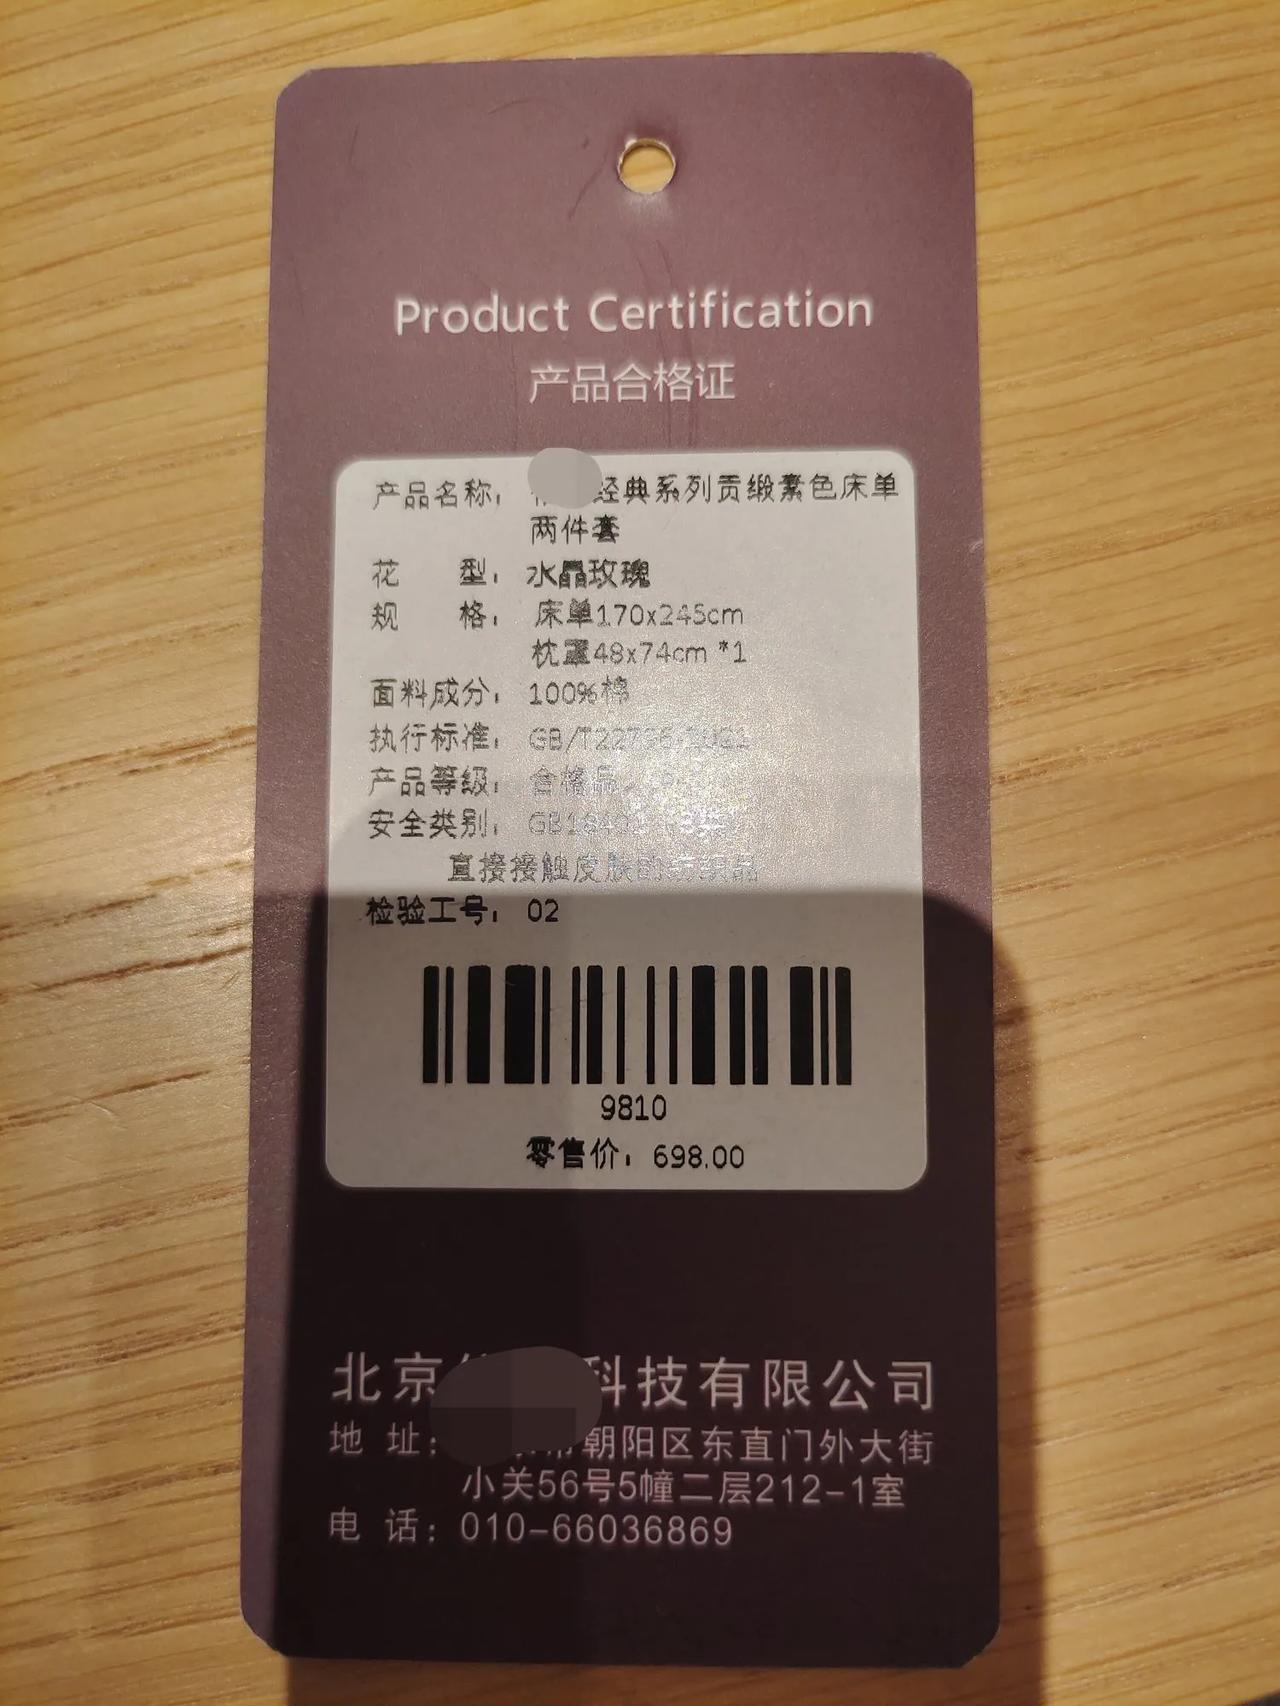 Product Certification
产品合格证
产品名称: 经典系列贡缎素色床单
两件套
花 型: 水晶玫瑰
规 格: 床单170x245cm
枕罩48x74cm *1
面料成分: 100%棉
执行标准:
产品等级: 合格品
安全类别:
直接接触皮肤的纺织品
检验工号: 02
9810
零售价: 698.00
北京 科技有限公司
地 址: 朝阳区东直门外大街
小关56号5幢二层212-1室
电 话: 010-66036869